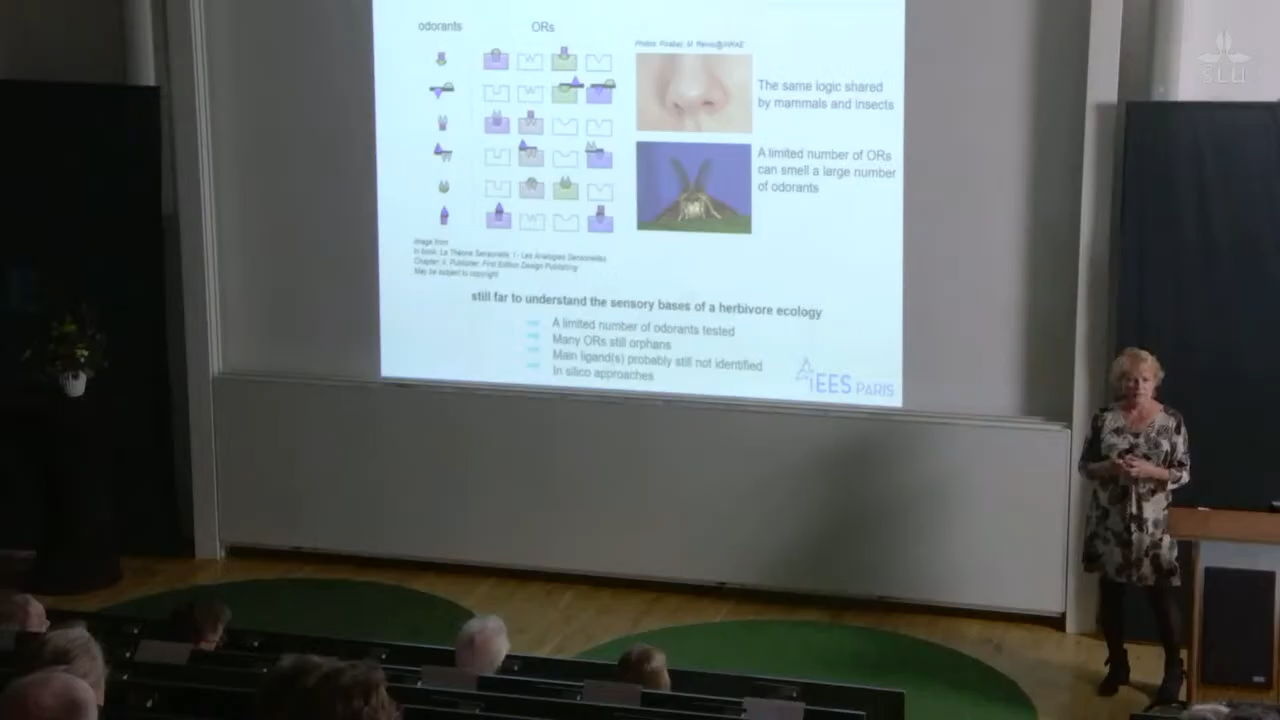 odorants
ORs
Photos: Pixabay, M. Renou@INRAE
The same logic shared
by mammals and insects
A limited number of ORs
can smell a large number
of odorants
Image from
In book: La Théorie Sensorielle. I - Les Analogies Sensorielles
Chapter: 4. Publisher: First Edition Design Publishing
May be subject to copyright
still far to understand the sensory bases of a herbivore ecology
A limited number of odorants tested
Many ORs still orphans
Main ligand(s) probably still not identified
In silico approaches
iEES PARIS
SLU